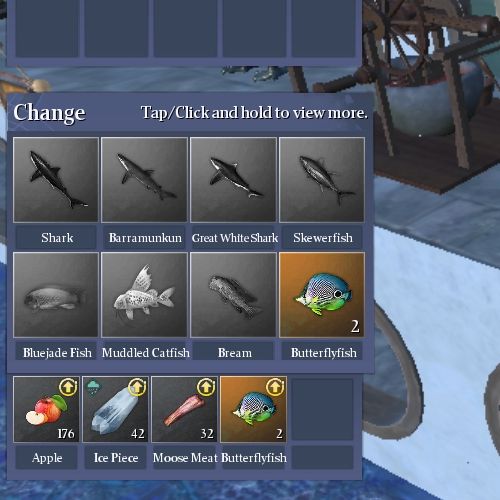 Change Tap/Click and hold to view more.
Shark Barramunkun Great White Shark Skewerfish
2
Bluejade Fish Muddled Catfish Bream Butterflyfish
176 42 32 2
Apple Ice Piece Moose Meat Butterflyfish